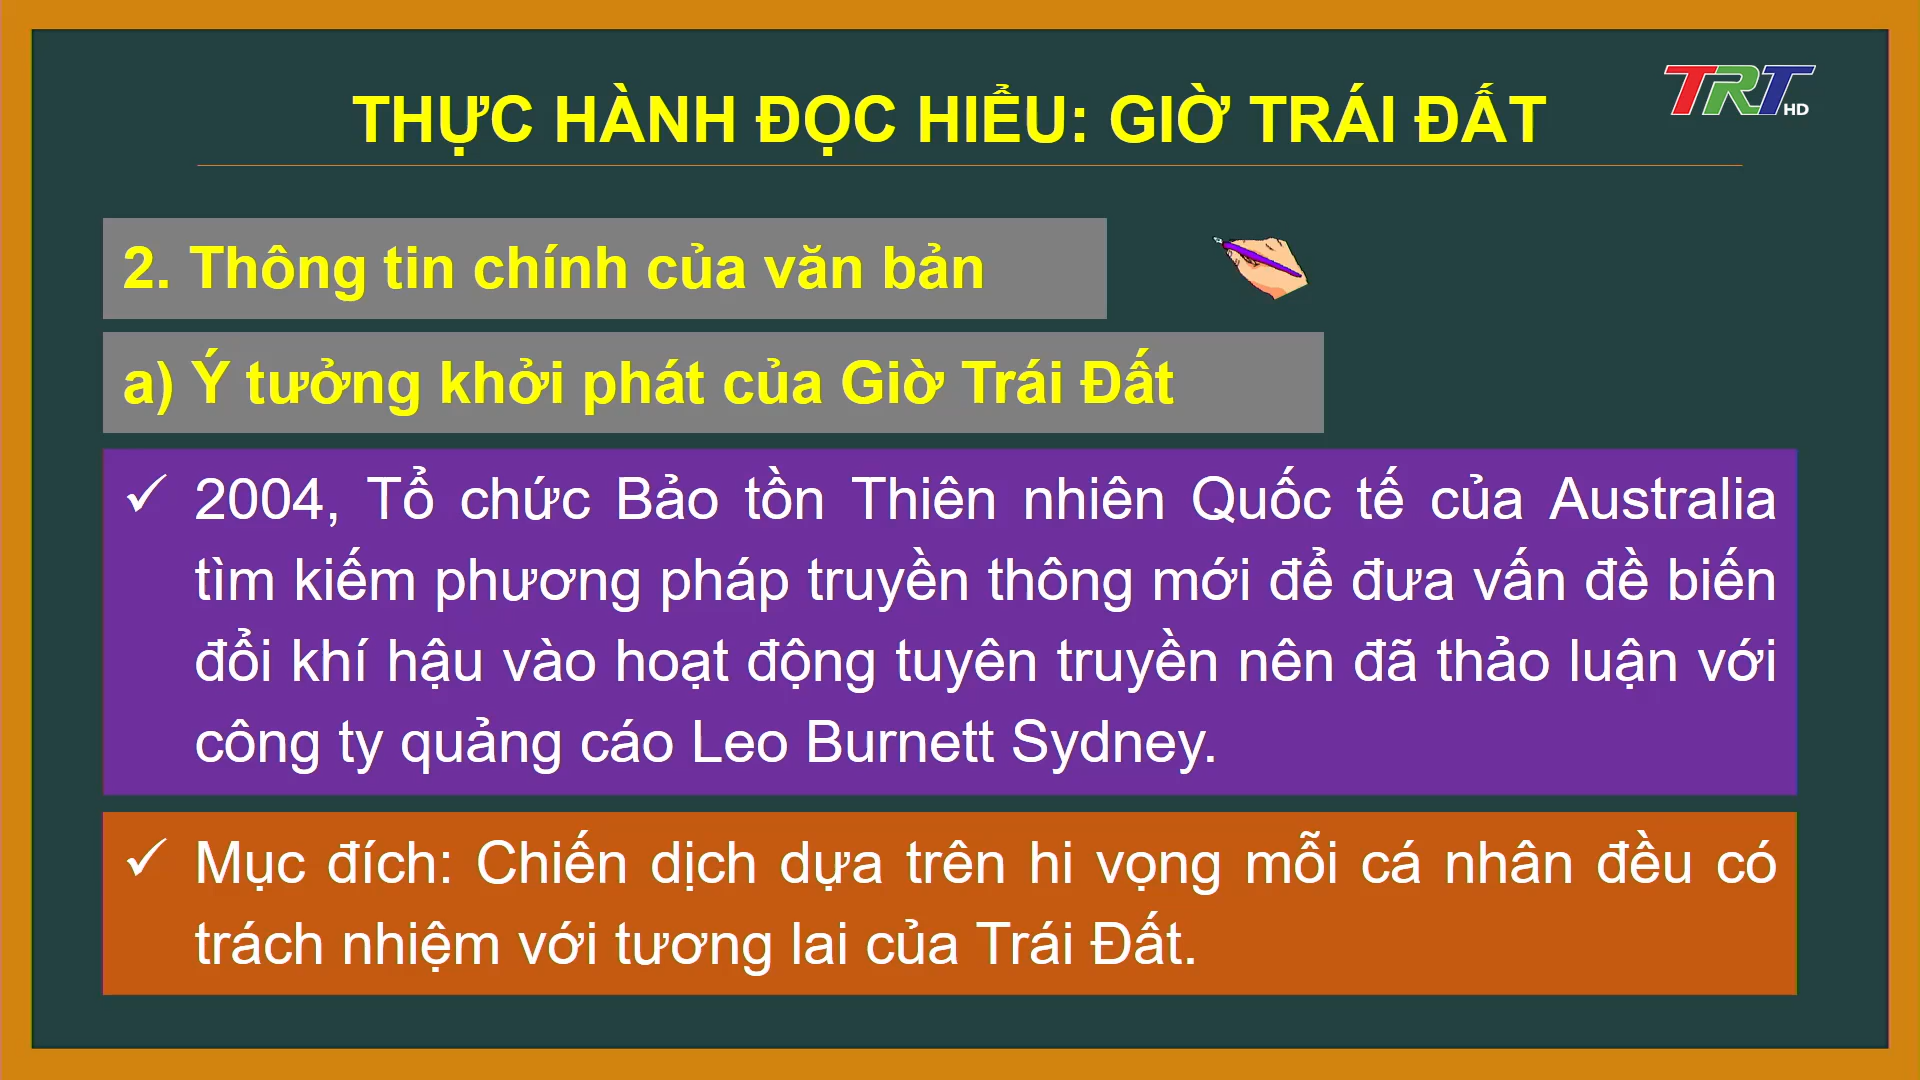 THỰC HÀNH ĐỌC HIỂU: GIỜ TRÁI ĐẤT
TRT HD
2. Thông tin chính của văn bản
a) Ý tưởng khởi phát của Giờ Trái Đất
✓ 2004, Tổ chức Bảo tồn Thiên nhiên Quốc tế của Australia
tìm kiếm phương pháp truyền thông mới để đưa vấn đề biến
đổi khí hậu vào hoạt động tuyên truyền nên đã thảo luận với
công ty quảng cáo Leo Burnett Sydney.
✓ Mục đích: Chiến dịch dựa trên hi vọng mỗi cá nhân đều có
trách nhiệm với tương lai của Trái Đất.